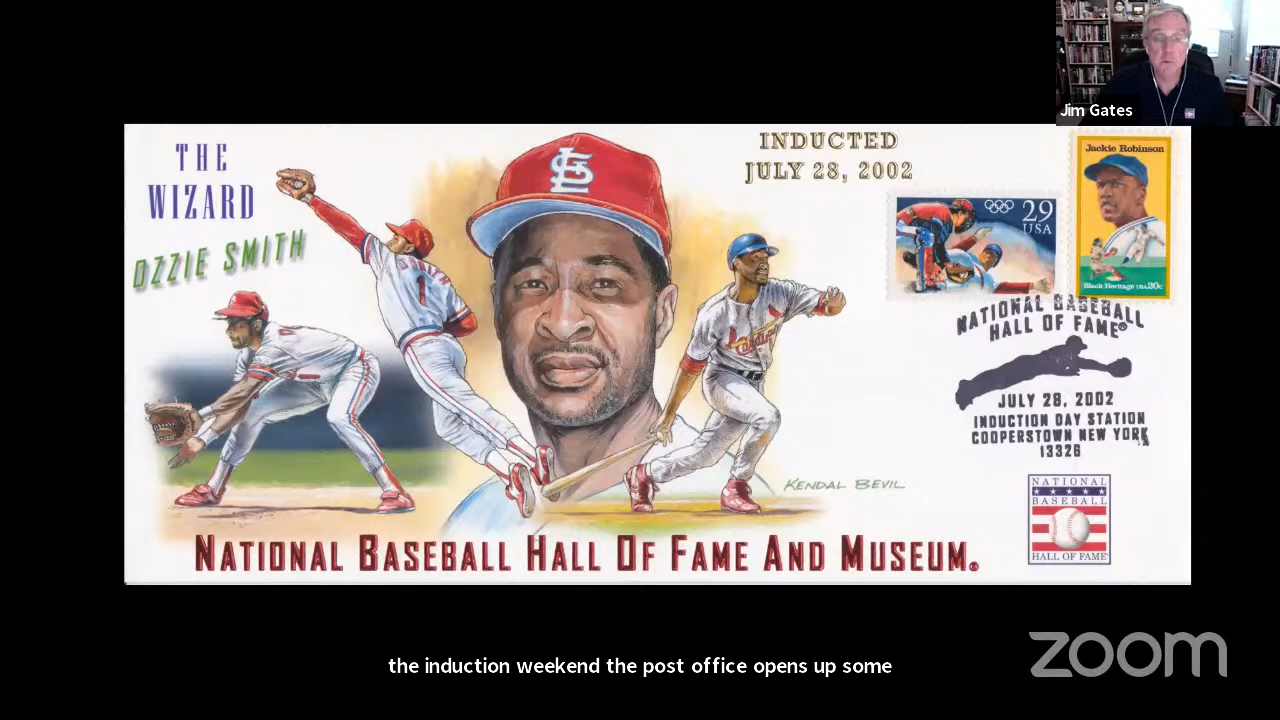 Jim Gates
THE
WIZARD
OZZIE SMITH
INDUCTED
JULY 28, 2002
STL
1
Cardinals
29
USA
Jackie Robinson
Black Heritage USA 20c
NATIONAL BASEBALL
HALL OF FAME®
JULY 28, 2002
INDUCTION DAY STATION
COOPERSTOWN NEW YORK
13326
KENDAL BEVIL
NATIONAL
BASEBALL
HALL OF FAME
NATIONAL BASEBALL HALL OF FAME AND MUSEUM®
the induction weekend the post office opens up some
zoom